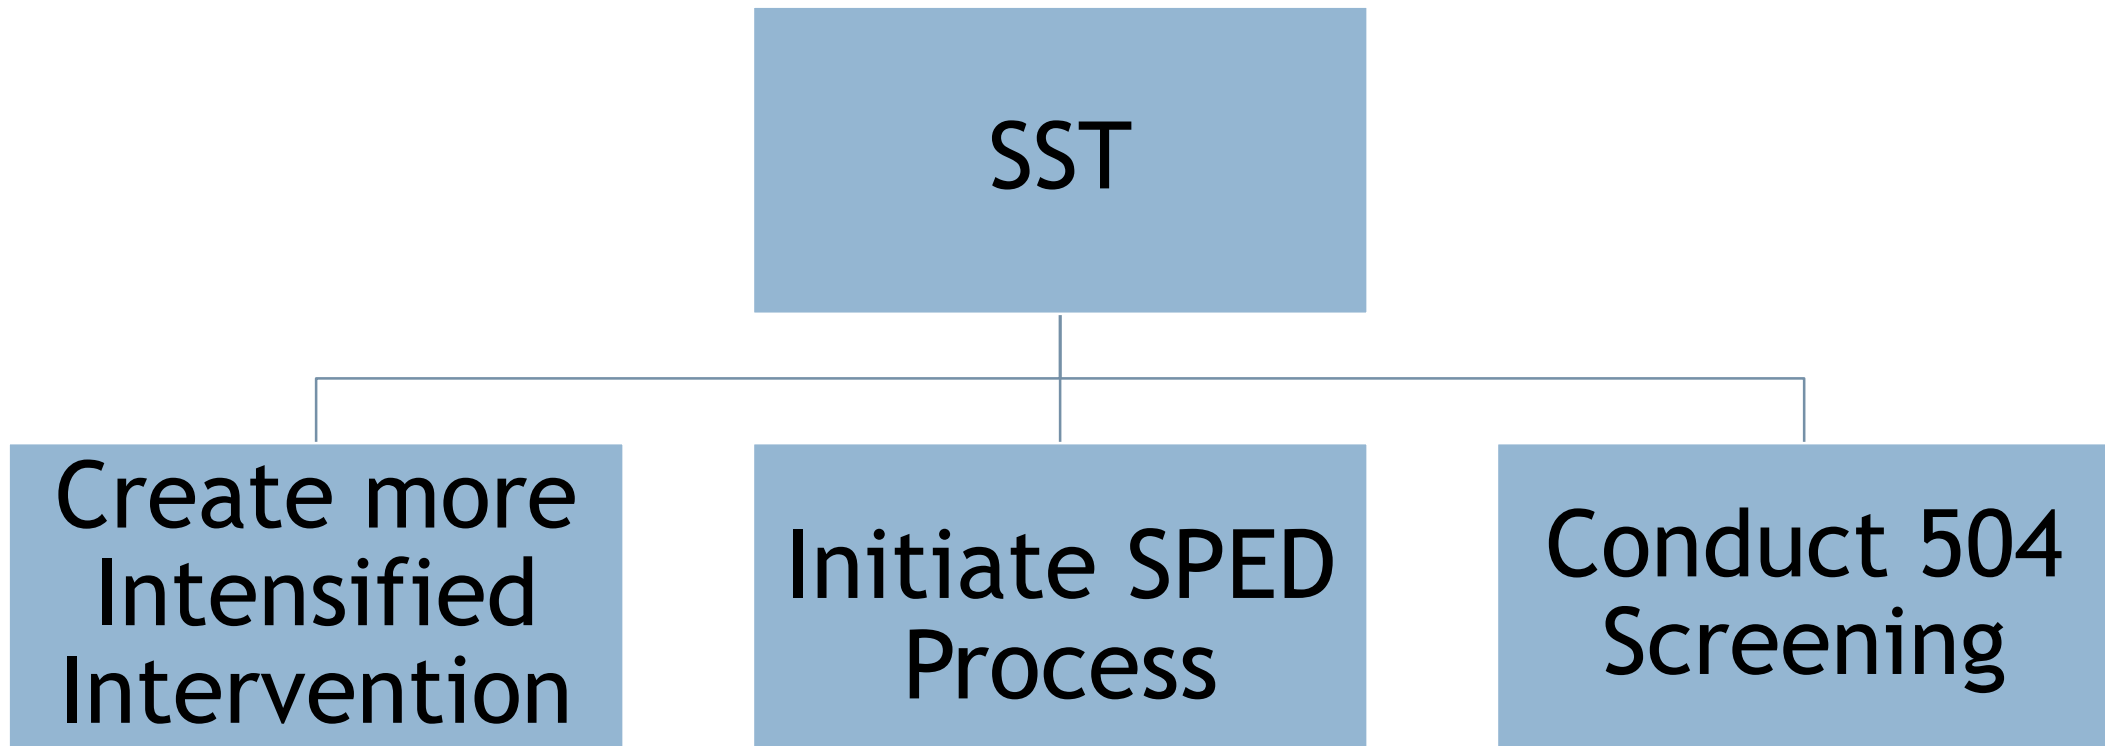 SST
Create more
Intensified
Intervention
Initiate SPED
Process
Conduct 504
Screening